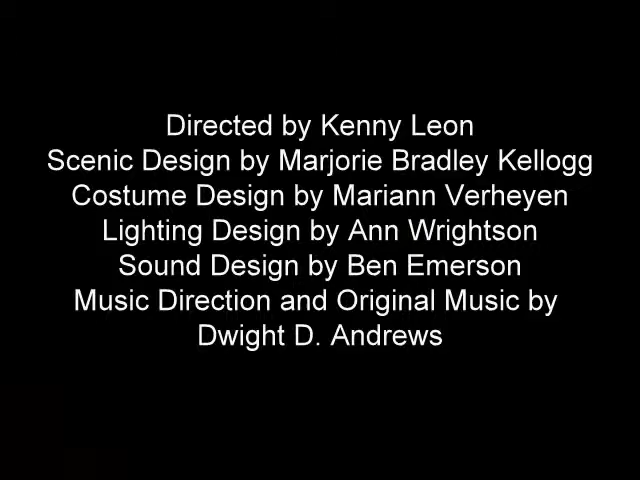 Directed by Kenny Leon
Scenic Design by Marjorie Bradley Kellogg
Costume Design by Mariann Verheyen
Lighting Design by Ann Wrightson
Sound Design by Ben Emerson
Music Direction and Original Music by
Dwight D. Andrews